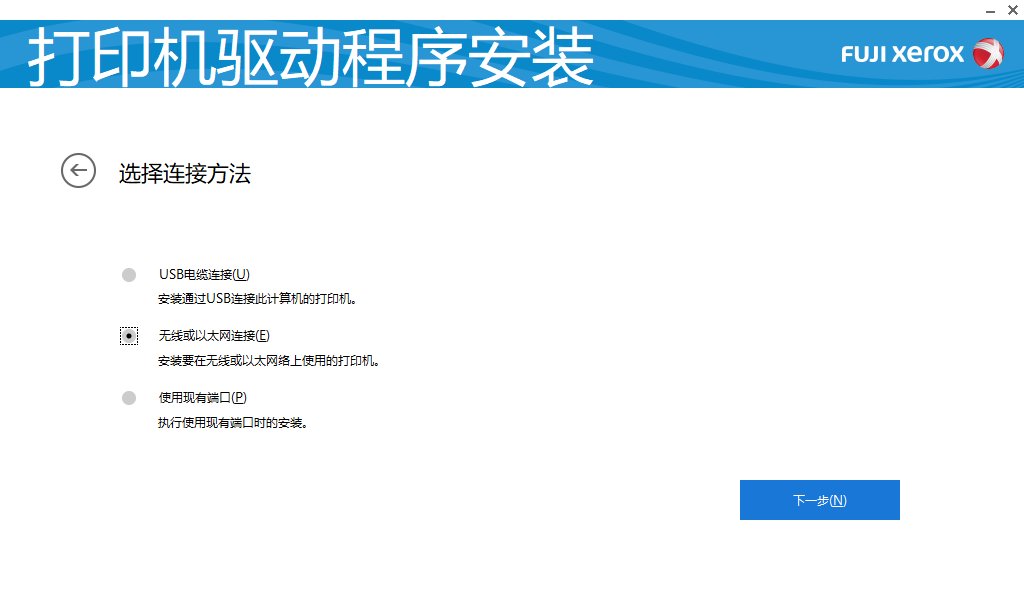 打印机驱动程序安装
FUJI xerox
选择连接方法
USB电缆连接(U)
安装通过USB连接此计算机的打印机。
无线或以太网连接(E)
安装要在无线或以太网络上使用的打印机。
使用现有端口(P)
执行使用现有端口时的安装。
下一步(N)